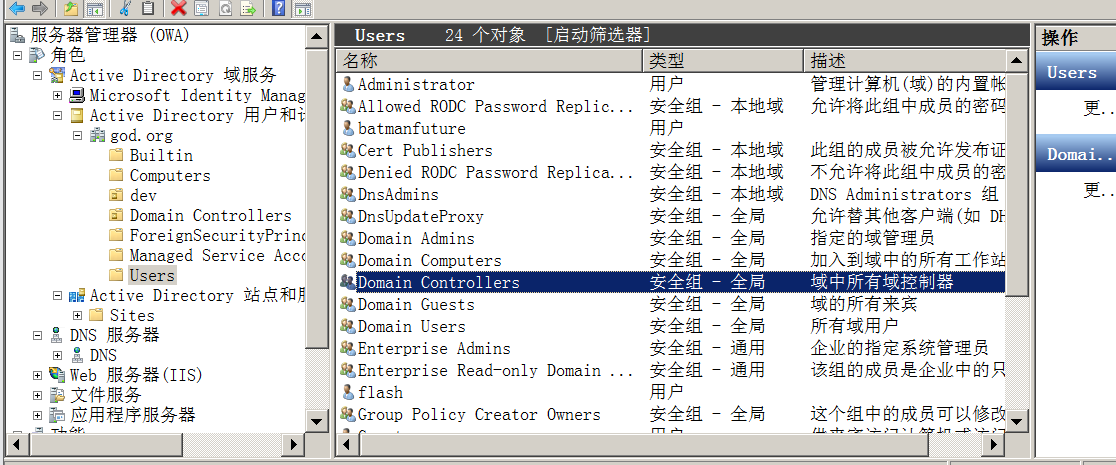 服务器管理器 (OWA)
角色
Active Directory 域服务
Microsoft Identity Manag
Active Directory 用户和计
god.org
Builtin
Computers
dev
Domain Controllers
ForeignSecurityPrinc
Managed Service Acco
Users
Active Directory 站点和服
Sites
DNS 服务器
DNS
Web 服务器(IIS)
文件服务
应用程序服务器
功能
Users 24 个对象 [启动筛选器]
名称 类型 描述
Administrator 用户 管理计算机(域)的内置帐
Allowed RODC Password Replic... 安全组 - 本地域 允许将此组中成员的密码
batmanfuture 用户
Cert Publishers 安全组 - 本地域 此组的成员被允许发布证
Denied RODC Password Replica... 安全组 - 本地域 不允许将此组中成员的密
DnsAdmins 安全组 - 本地域 DNS Administrators 组
DnsUpdateProxy 安全组 - 全局 允许替其他客户端(如 DH
Domain Admins 安全组 - 全局 指定的域管理员
Domain Computers 安全组 - 全局 加入到域中的所有工作站
Domain Controllers 安全组 - 全局 域中所有域控制器
Domain Guests 安全组 - 全局 域的所有来宾
Domain Users 安全组 - 全局 所有域用户
Enterprise Admins 安全组 - 通用 企业的指定系统管理员
Enterprise Read-only Domain ... 安全组 - 通用 该组的成员是企业中的只
flash 用户
Group Policy Creator Owners 安全组 - 全局 这个组中的成员可以修改
操作
Users
更..
Domai..
更..